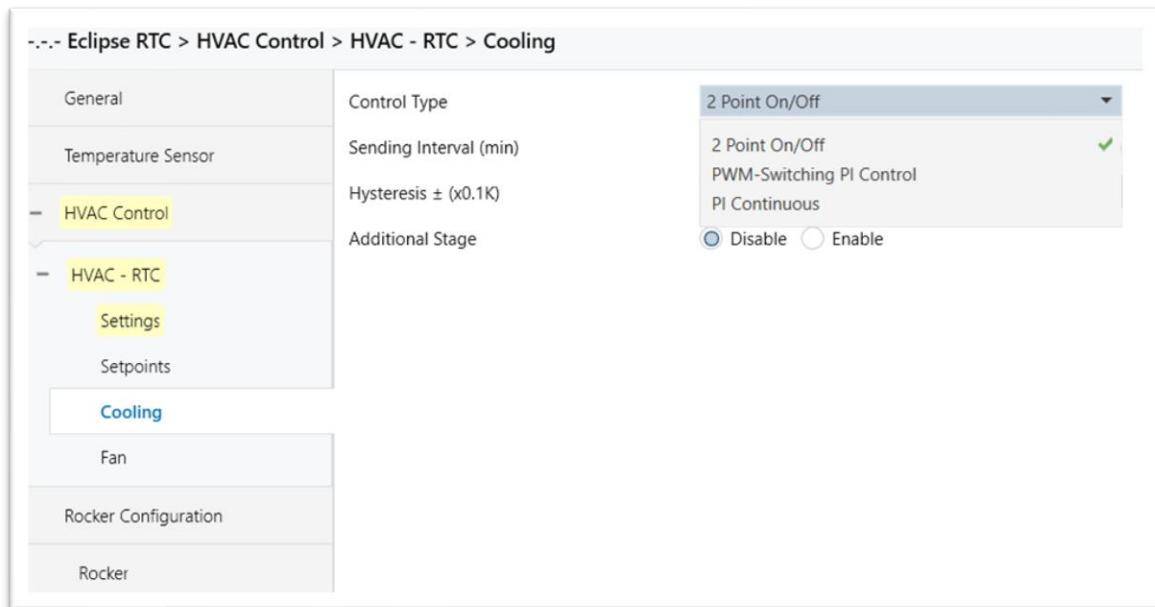 -.-.- Eclipse RTC > HVAC Control > HVAC - RTC > Cooling
General
Temperature Sensor
HVAC Control
HVAC - RTC
Settings
Setpoints
Cooling
Fan
Rocker Configuration
Rocker
Control Type
2 Point On/Off
Sending Interval (min)
2 Point On/Off
PWM-Switching PI Control
Hysteresis ± (x0.1K)
PI Continuous
Additional Stage
Disable Enable